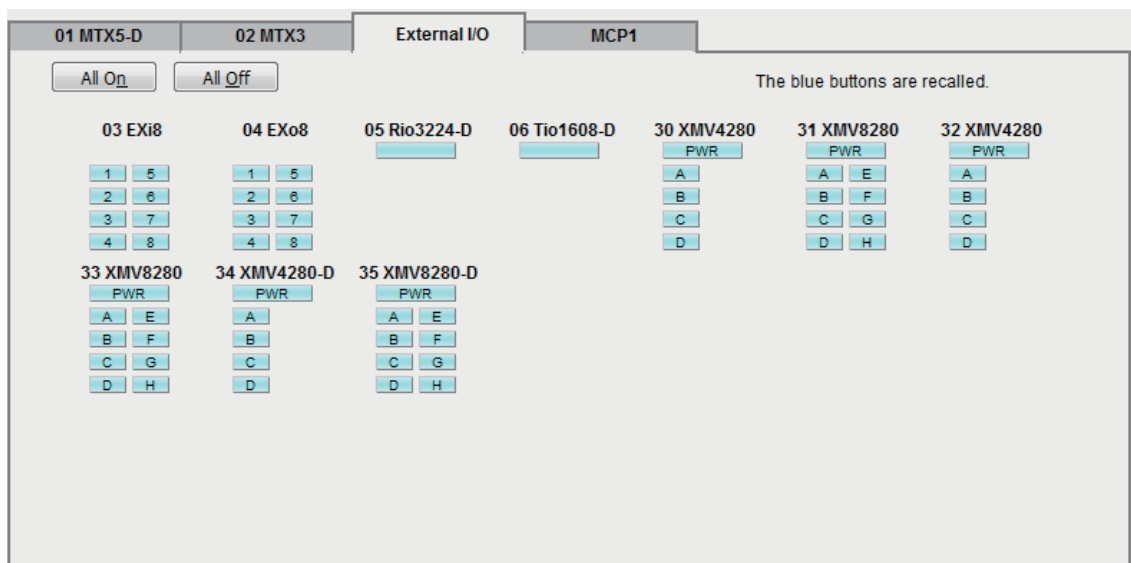 01 MTX5-D 02 MTX3 External I/O MCP1
All On All Off The blue buttons are recalled.
03 EXi8 04 EXo8 05 Rio3224-D 06 Tio1608-D 30 XMV4280 31 XMV8280 32 XMV4280
PWR PWR PWR
1 5 1 5 A A E A
2 6 2 6 B B F B
3 7 3 7 C C G C
4 8 4 8 D D H D
33 XMV8280 34 XMV4280-D 35 XMV8280-D
PWR PWR PWR
A E A A E
B F B B F
C G C C G
D H D D H